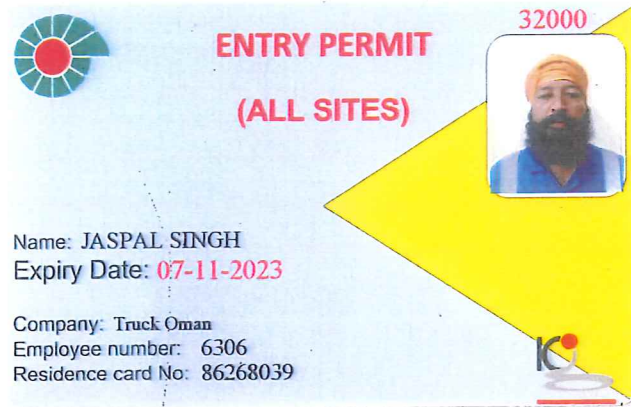 32000
ENTRY PERMIT
(ALL SITES)
Name: JASPAL SINGH
Expiry Date: 07-11-2023
Company: Truck Oman
Employee number: 6306
Residence card No: 86268039